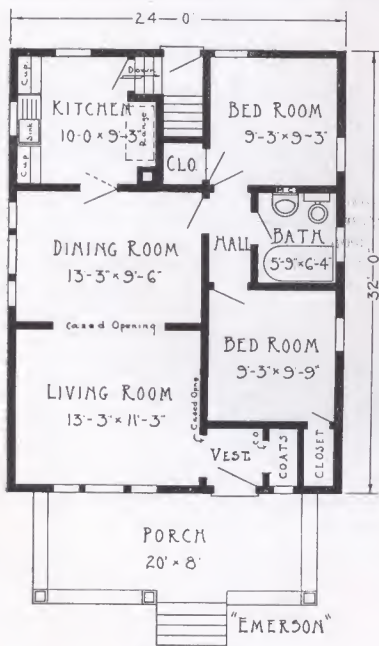 24'-0"
Cup.
Down
KITCHEN
10'-0 × 9'-3"
Sink
Range
Cup
CLO.
BED ROOM
9'-3" × 9'-3"
M.C.
BATH
5'-9" × 6'-4"
HALL
32'-0"
DINING ROOM
13'-3" × 9'-6"
Cased Opening
BED ROOM
9'-3" × 9'-9"
LIVING ROOM
13'-3" × 11'-3"
Cased Opng
VEST.
C O
COATS
CLOSET
PORCH
20' × 8'
"EMERSON"